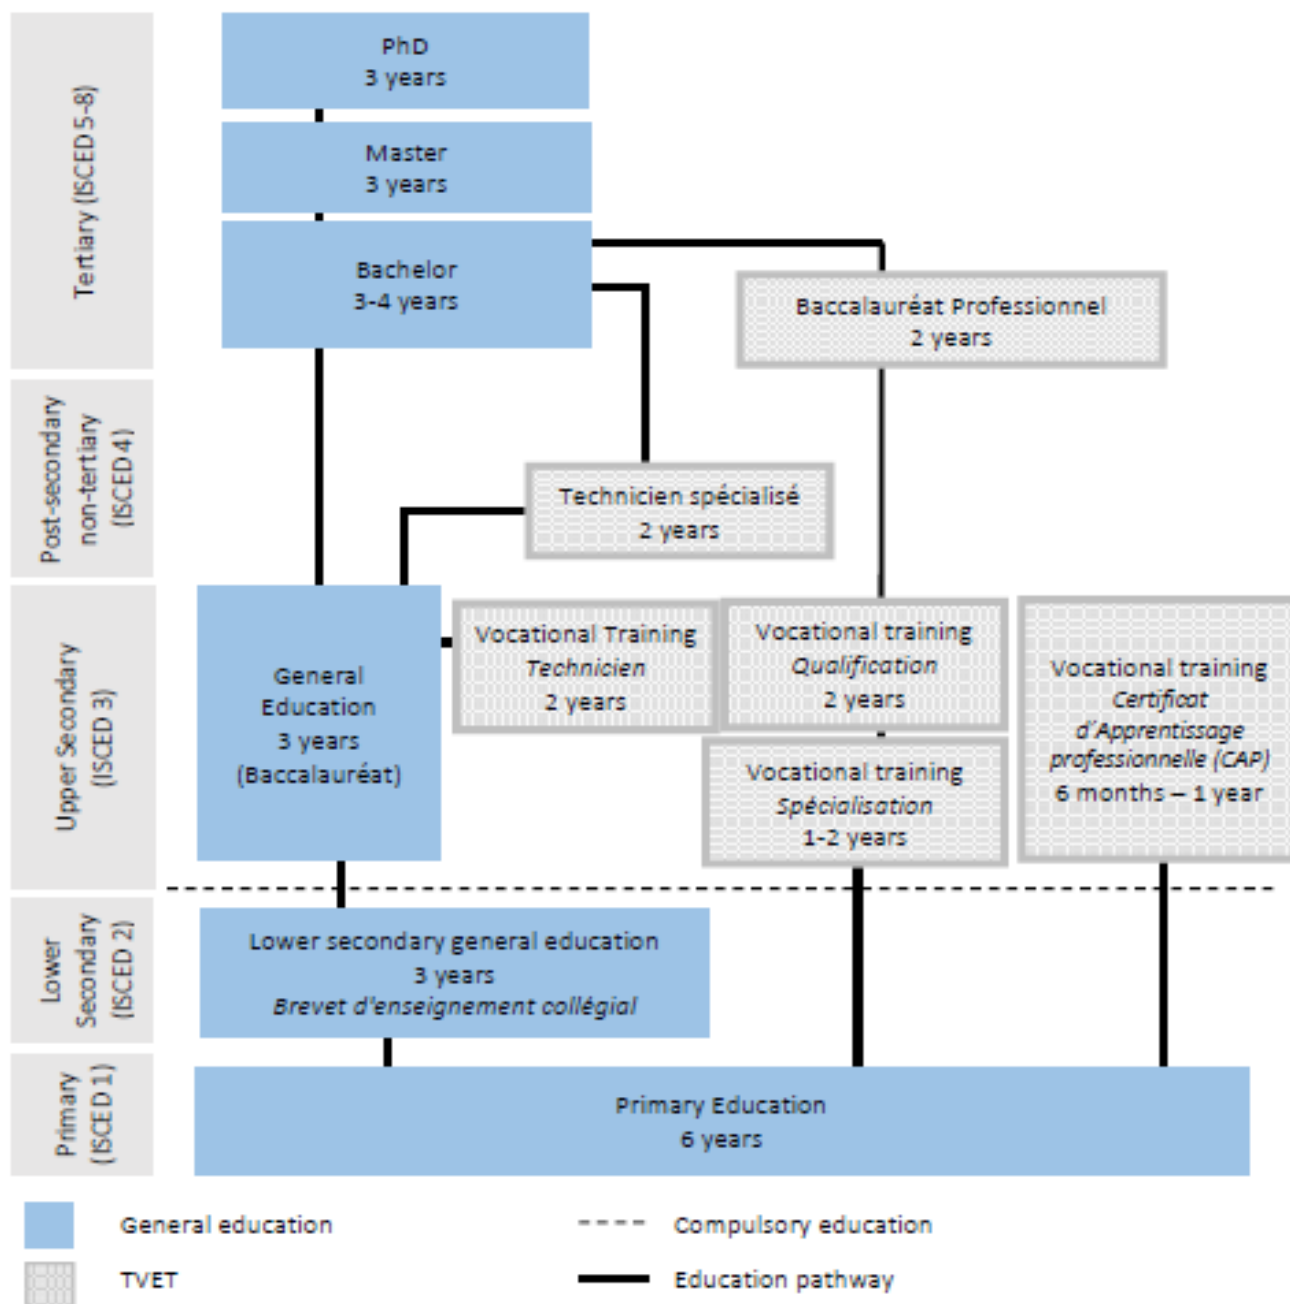 Tertiary (ISCED 5-8)
PhD
3 years
Master
3 years
Bachelor
3-4 years
Baccalauréat Professionnel
2 years
Post-secondary
non-tertiary
(ISCED 4)
Technicien spécialisé
2 years
Upper Secondary
(ISCED 3)
General
Education
3 years
(Baccalauréat)
Vocational Training
Technicien
2 years
Vocational training
Qualification
2 years
Vocational training
Spécialisation
1-2 years
Vocational training
Certificat
d'Apprentissage
professionnelle (CAP)
6 months – 1 year
Lower
Secondary
(ISCED 2)
Lower secondary general education
3 years
Brevet d'enseignement collégial
Primary
(ISCED 1)
Primary Education
6 years
General education
Compulsory education
TVET
Education pathway